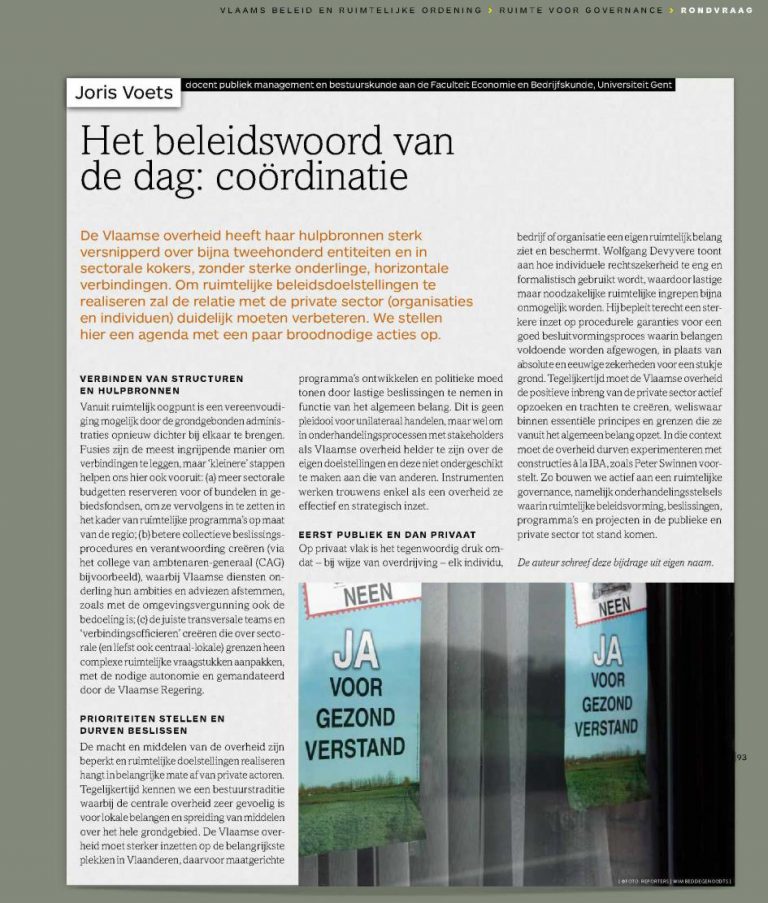 VLAAMS BELEID EN RUIMTELIJKE ORDENING › RUIMTE VOOR GOVERNANCE › RONDVRAAG
Joris Voets
docent publiek management en bestuurskunde aan de Faculteit Economie en Bedrijfskunde, Universiteit Gent
Het beleidswoord van
de dag: coördinatie
De Vlaamse overheid heeft haar hulpbronnen sterk
versnipperd over bijna tweehonderd entiteiten en in
sectorale kokers, zonder sterke onderlinge, horizontale
verbindingen. Om ruimtelijke beleidsdoelstellingen te
realiseren zal de relatie met de private sector (organisaties
en individuen) duidelijk moeten verbeteren. We stellen
hier een agenda met een paar broodnodige acties op.
VERBINDEN VAN STRUCTUREN
EN HULPBRONNEN
Vanuit ruimtelijk oogpunt is een vereenvoudi-
ging mogelijk door de grondgebonden adminis-
traties opnieuw dichter bij elkaar te brengen.
Fusies zijn de meest ingrijpende manier om
verbindingen te leggen, maar 'kleinere' stappen
helpen ons hier ook vooruit: (a) meer sectorale
budgetten reserveren voor of bundelen in ge-
biedsfondsen, om ze vervolgens in te zetten in
het kader van ruimtelijke programma's op maat
van de regio; (b) betere collectieve beslissings-
procedures en verantwoording creëren (via
het college van ambtenaren-generaal (CAG)
bijvoorbeeld), waarbij Vlaamse diensten on-
derling hun ambities en adviezen afstemmen,
zoals met de omgevingsvergunning ook de
bedoeling is; (c) de juiste transversale teams en
'verbindingsofficieren' creëren die over secto-
rale (en liefst ook centraal-lokale) grenzen heen
complexe ruimtelijke vraagstukken aanpakken,
met de nodige autonomie en gemandateerd
door de Vlaamse Regering.
PRIORITEITEN STELLEN EN
DURVEN BESLISSEN
De macht en middelen van de overheid zijn
beperkt en ruimtelijke doelstellingen realiseren
hangt in belangrijke mate af van private actoren.
Tegelijkertijd kennen we een bestuurstraditie
waarbij de centrale overheid zeer gevoelig is
voor lokale belangen en spreiding van middelen
over het hele grondgebied. De Vlaamse over-
heid moet sterker inzetten op de belangrijkste
plekken in Vlaanderen, daarvoor maatgerichte
programma's ontwikkelen en politieke moed
tonen door lastige beslissingen te nemen in
functie van het algemeen belang. Dit is geen
pleidooi voor unilateraal handelen, maar wel om
in onderhandelingsprocessen met stakeholders
als Vlaamse overheid helder te zijn over de
eigen doelstellingen en deze niet ondergeschikt
te maken aan die van anderen. Instrumenten
werken trouwens enkel als een overheid ze
effectief en strategisch inzet.
EERST PUBLIEK EN DAN PRIVAAT
Op privaat vlak is het tegenwoordig druk om-
dat – bij wijze van overdrijving – elk individu,
bedrijf of organisatie een eigen ruimtelijk belang
ziet en beschermt. Wolfgang Devyvere toont
aan hoe individuele rechtszekerheid te eng en
formalistisch gebruikt wordt, waardoor lastige
maar noodzakelijke ruimtelijke ingrepen bijna
onmogelijk worden. Hij bepleit terecht een ster-
kere inzet op procedurele garanties voor een
goed besluitvormingsproces waarin belangen
voldoende worden afgewogen, in plaats van
absolute en eeuwige zekerheden voor een stukje
grond. Tegelijkertijd moet de Vlaamse overheid
de positieve inbreng van de private sector actief
opzoeken en trachten te creëren, weliswaar
binnen essentiële principes en grenzen die ze
vanuit het algemeen belang opzet. In die context
moet de overheid durven experimenteren met
constructies à la IBA, zoals Peter Swinnen voor-
stelt. Zo bouwen we actief aan een ruimtelijke
governance, namelijk onderhandelingsstelsels
waarin ruimtelijke beleidsvorming, beslissingen,
programma's en projecten in de publieke en
private sector tot stand komen.
De auteur schreef deze bijdrage uit eigen naam.
NEEN
JA
VOOR
GEZOND
VERSTAND
NEEN
JA
VOOR
GEZOND
VERSTAND
93